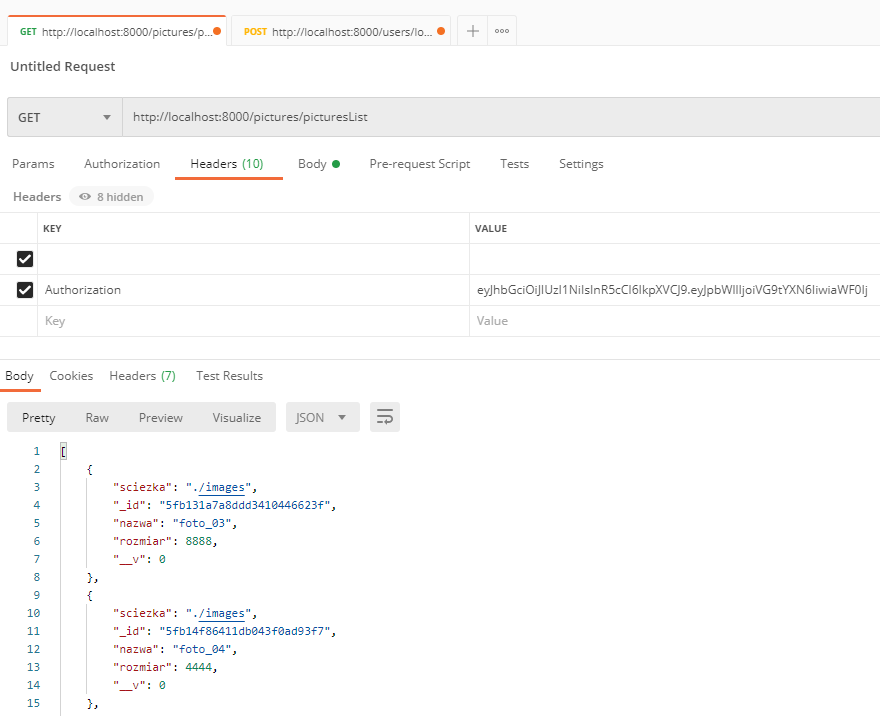 GET http://localhost:8000/pictures/p... POST http://localhost:8000/users/lo...
Untitled Request
GET http://localhost:8000/pictures/picturesList
Params Authorization Headers (10) Body Pre-request Script Tests Settings
Headers 8 hidden
KEY VALUE
Authorization eyJhbGciOiJIUzI1NiIsInR5cCI6IkpXVCJ9.eyJpbWllIjoiVG9tYXN6IiwiaWF0Ij
Key Value
Body Cookies Headers (7) Test Results
Pretty Raw Preview Visualize JSON
1 [
2 {
3 "sciezka": "./images",
4 "_id": "5fb131a7a8ddd3410446623f",
5 "nazwa": "foto_03",
6 "rozmiar": 8888,
7 "__v": 0
8 },
9 {
10 "sciezka": "./images",
11 "_id": "5fb14f86411db043f0ad93f7",
12 "nazwa": "foto_04",
13 "rozmiar": 4444,
14 "__v": 0
15 },